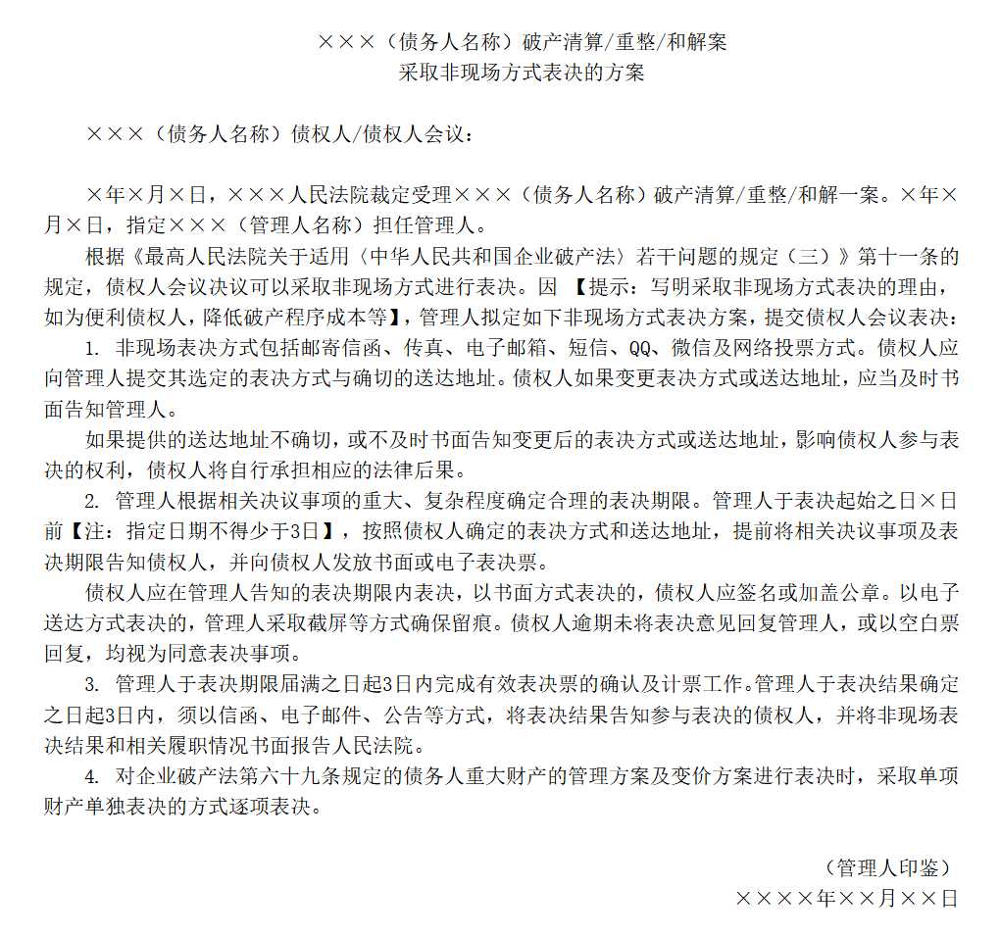 ×××（债务人名称）破产清算/重整/和解案
采取非现场方式表决的方案
×××（债务人名称）债权人/债权人会议：
×年×月×日，×××人民法院裁定受理×××（债务人名称）破产清算/重整/和解一案。×年×
月×日，指定×××（管理人名称）担任管理人。
根据《最高人民法院关于适用〈中华人民共和国企业破产法〉若干问题的规定（三）》第十一条的
规定，债权人会议决议可以采取非现场方式进行表决。因 【提示：写明采取非现场方式表决的理由，
如为便利债权人，降低破产程序成本等】，管理人拟定如下非现场方式表决方案，提交债权人会议表决：
1. 非现场表决方式包括邮寄信函、传真、电子邮箱、短信、QQ、微信及网络投票方式。债权人应
向管理人提交其选定的表决方式与确切的送达地址。债权人如果变更表决方式或送达地址，应当及时书
面告知管理人。
如果提供的送达地址不确切，或不及时书面告知变更后的表决方式或送达地址，影响债权人参与表
决的权利，债权人将自行承担相应的法律后果。
2. 管理人根据相关决议事项的重大、复杂程度确定合理的表决期限。管理人于表决起始之日×日
前【注：指定日期不得少于3日】，按照债权人确定的表决方式和送达地址，提前将相关决议事项及表
决期限告知债权人，并向债权人发放书面或电子表决票。
债权人应在管理人告知的表决期限内表决，以书面方式表决的，债权人应签名或加盖公章。以电子
送达方式表决的，管理人采取截屏等方式确保留痕。债权人逾期未将表决意见回复管理人，或以空白票
回复，均视为同意表决事项。
3. 管理人于表决期限届满之日起3日内完成有效表决票的确认及计票工作。管理人于表决结果确定
之日起3日内，须以信函、电子邮件、公告等方式，将表决结果告知参与表决的债权人，并将非现场表
决结果和相关履职情况书面报告人民法院。
4. 对企业破产法第六十九条规定的债务人重大财产的管理方案及变价方案进行表决时，采取单项
财产单独表决的方式逐项表决。
（管理人印鉴）
××××年××月××日